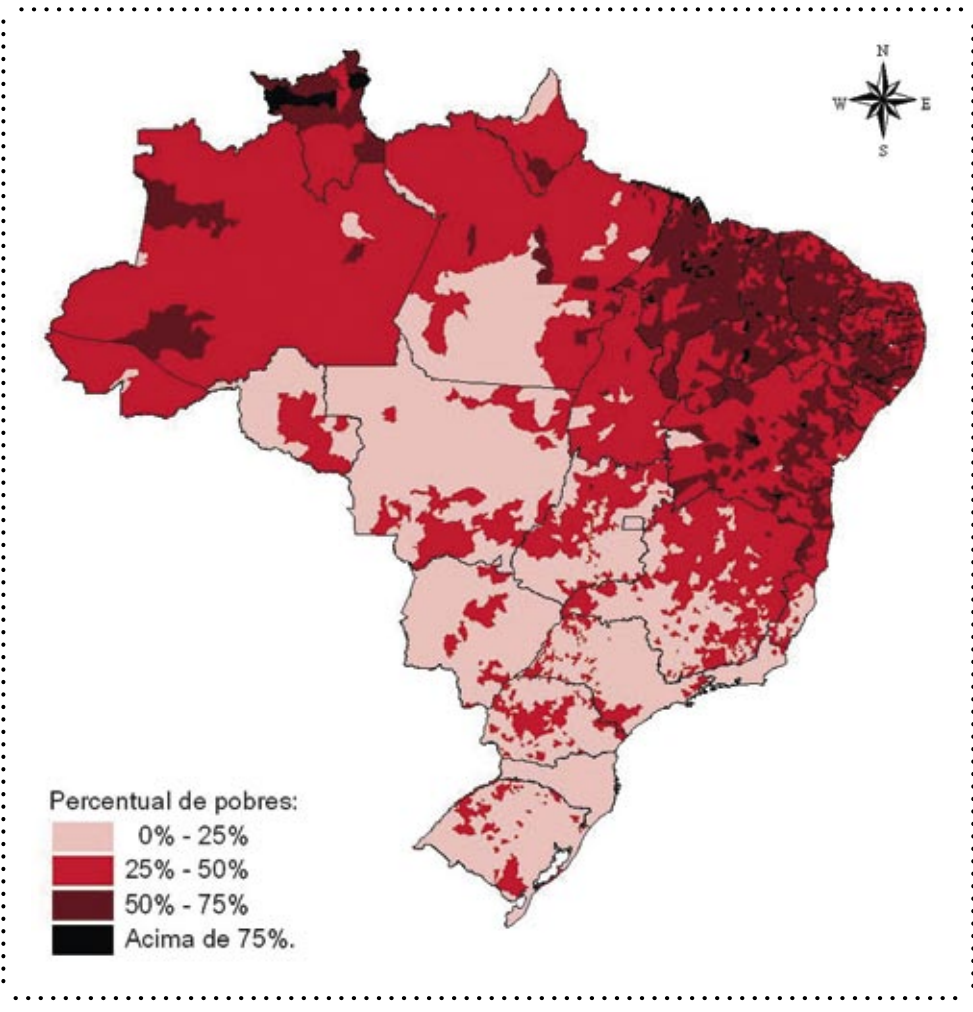 N
W E
S
Percentual de pobres:
0% - 25%
25% - 50%
50% - 75%
Acima de 75%.